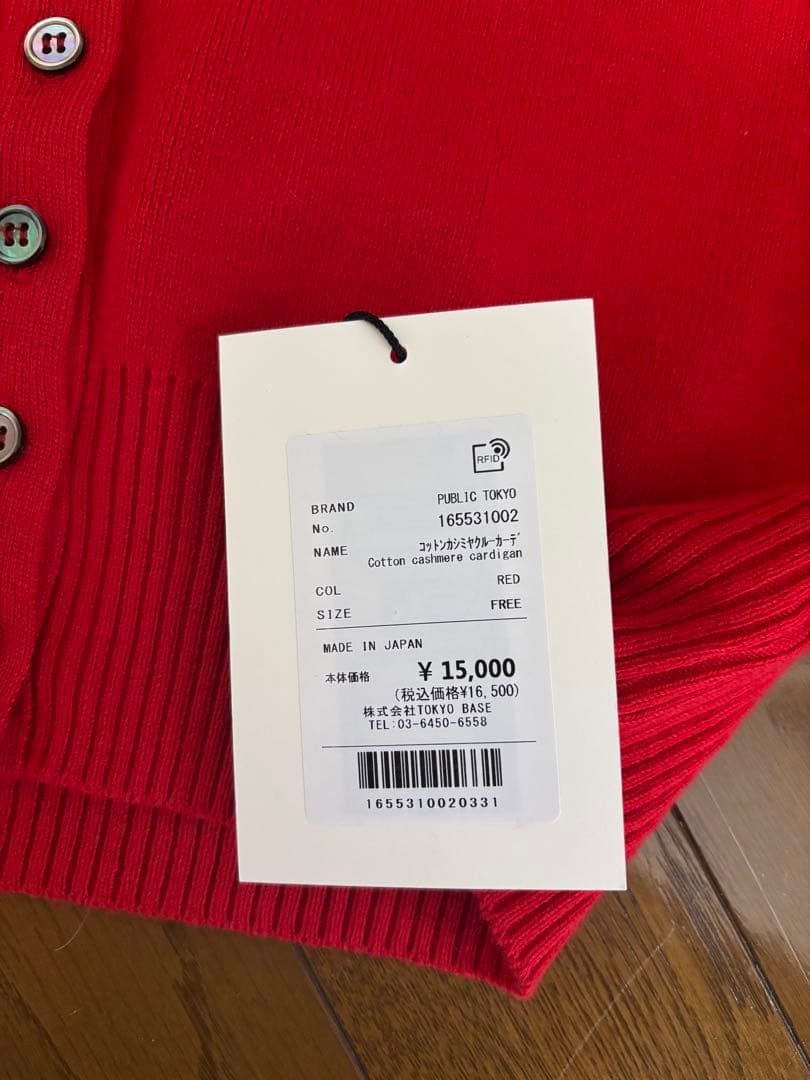 RFID
BRAND PUBLIC TOKYO
No. 165531002
NAME ｺｯﾄﾝｶｼﾐﾔｸﾙｰｶｰﾃﾞ
Cotton cashmere cardigan
COL RED
SIZE FREE
MADE IN JAPAN
本体価格 ¥ 15,000
(税込価格¥16,500)
株式会社TOKYO BASE
TEL:03-6450-6558
1655310020331